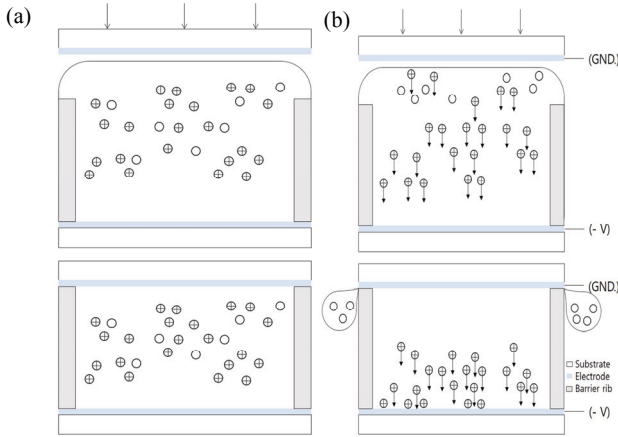 (a)
(b)
(GND.)
(- V)
(GND.)
Substrate
Electrode
Barrier rib
(- V)